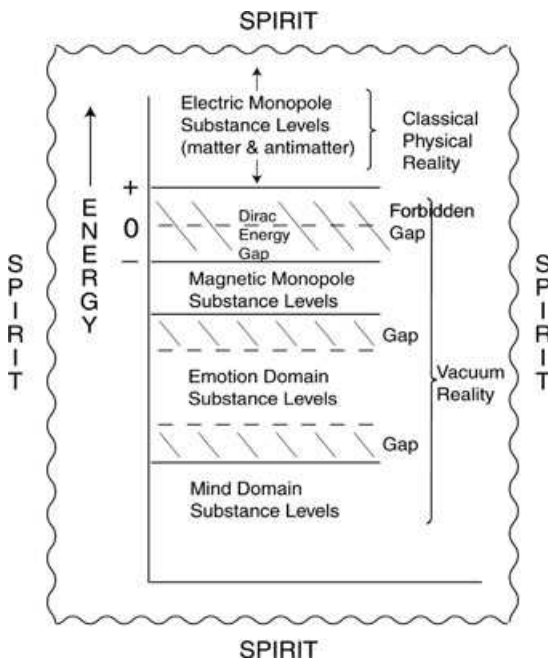 SPIRIT
Electric Monopole
Substance Levels
(matter & antimatter)
Classical
Physical
Reality
ENERGY
+
0
−
Dirac
Energy
Gap
Forbidden
Gap
Magnetic Monopole
Substance Levels
Gap
Emotion Domain
Substance Levels
Vacuum
Reality
Gap
Mind Domain
Substance Levels
SPIRIT
SPIRIT
SPIRIT